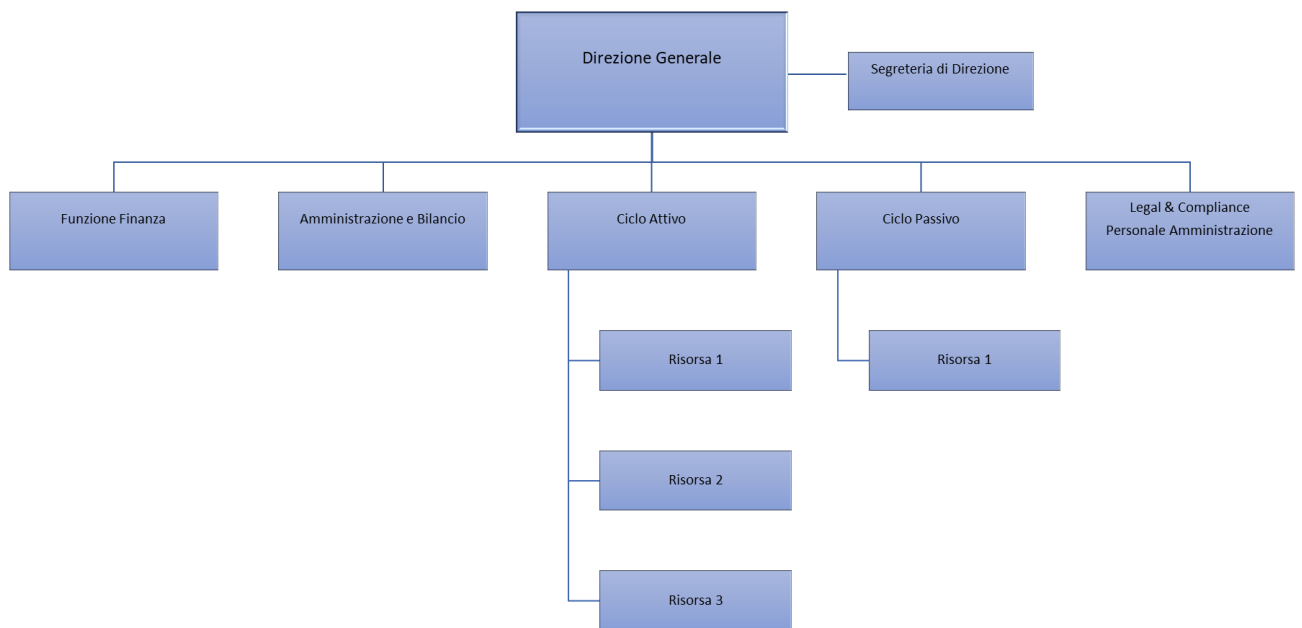 Direzione Generale
Segreteria di Direzione
Funzione Finanza
Amministrazione e Bilancio
Ciclo Attivo
Ciclo Passivo
Legal & Compliance
Personale Amministrazione
Risorsa 1
Risorsa 1
Risorsa 2
Risorsa 3